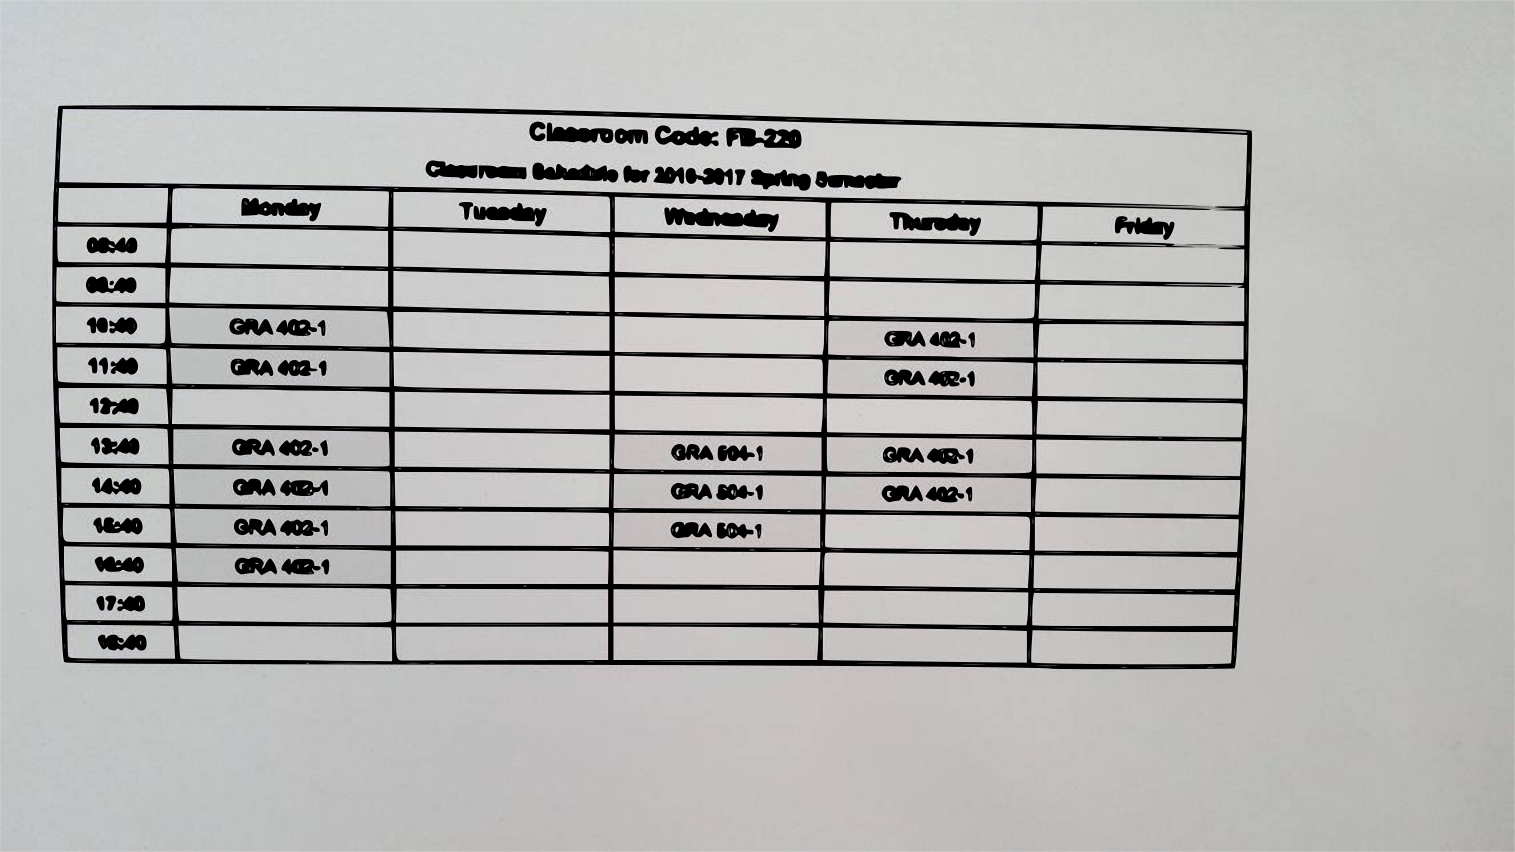 Classroom Code: FB-220
Classroom Schedule for 2016-2017 Spring Semester
Monday Tuesday Wednesday Thursday Friday
08:40
09:40
10:40 GRA 402-1 GRA 402-1
11:40 GRA 402-1 GRA 402-1
12:40
13:40 GRA 402-1 GRA 504-1 GRA 402-1
14:40 GRA 402-1 GRA 504-1 GRA 402-1
15:40 GRA 402-1 GRA 504-1
16:40 GRA 402-1
17:40
18:40